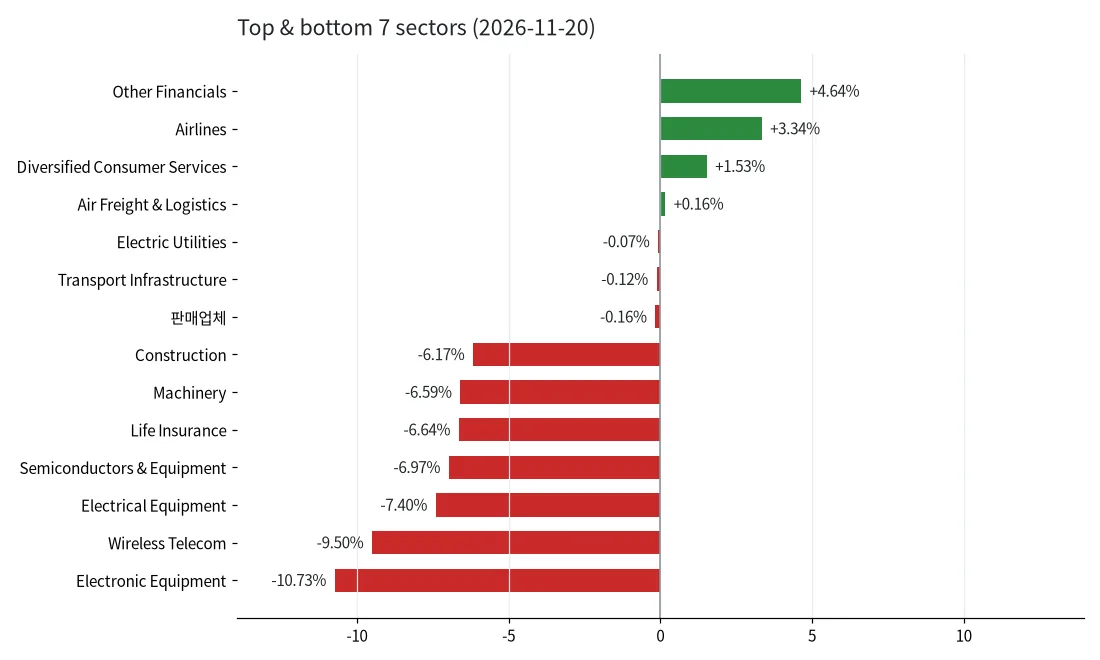 Top & bottom 7 sectors (2026-11-20)
Other Financials +4.64%
Airlines +3.34%
Diversified Consumer Services +1.53%
Air Freight & Logistics +0.16%
Electric Utilities -0.07%
Transport Infrastructure -0.12%
판매업체 -0.16%
Construction -6.17%
Machinery -6.59%
Life Insurance -6.64%
Semiconductors & Equipment -6.97%
Electrical Equipment -7.40%
Wireless Telecom -9.50%
Electronic Equipment -10.73%
-10 -5 0 5 10